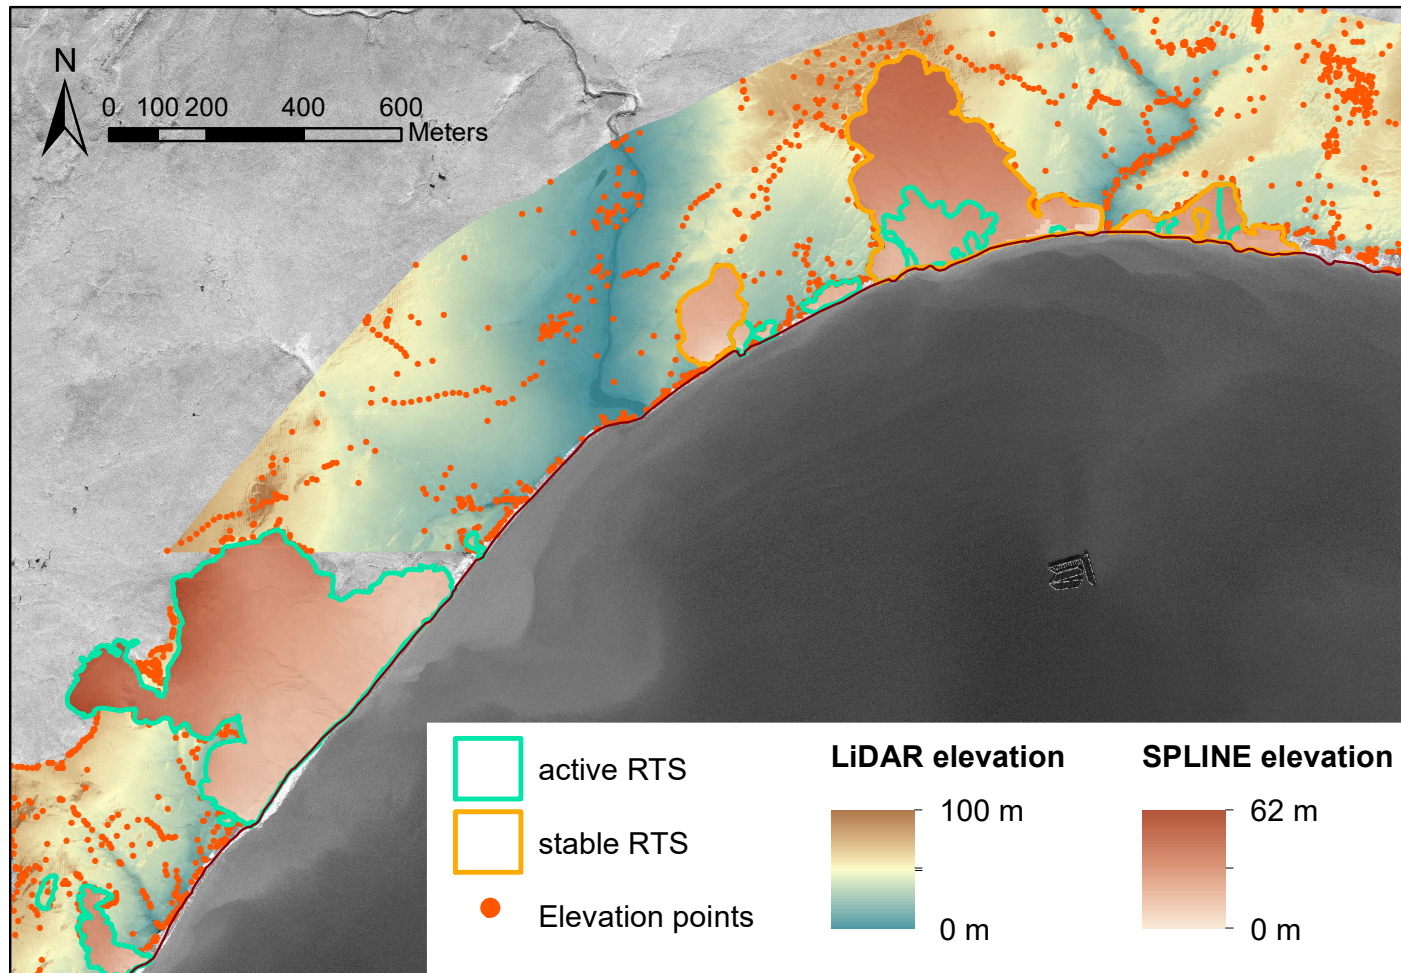 N
0 100 200 400 600
Meters
active RTS
stable RTS
Elevation points
LiDAR elevation
100 m
0 m
SPLINE elevation
62 m
0 m